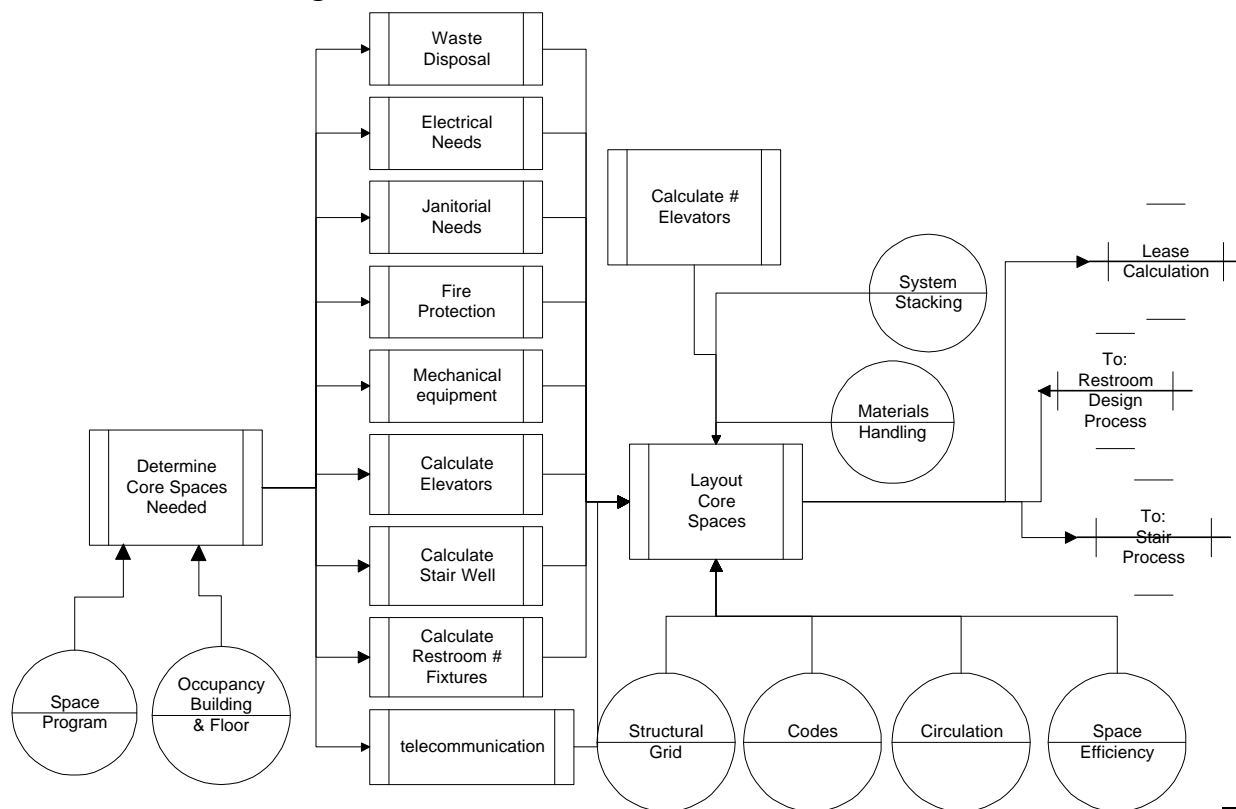 Waste
Disposal
Electrical
Needs
Janitorial
Needs
Fire
Protection
Mechanical
equipment
Calculate
Elevators
Calculate
Stair Well
Calculate
Restroom #
Fixtures
telecommunication
Determine
Core Spaces
Needed
Space
Program
Occupancy
Building
& Floor
Calculate #
Elevators
System
Stacking
Materials
Handling
Layout
Core
Spaces
Structural
Grid
Codes
Circulation
Space
Efficiency
Lease
Calculation
To:
Restroom
Design
Process
To:
Stair
Process